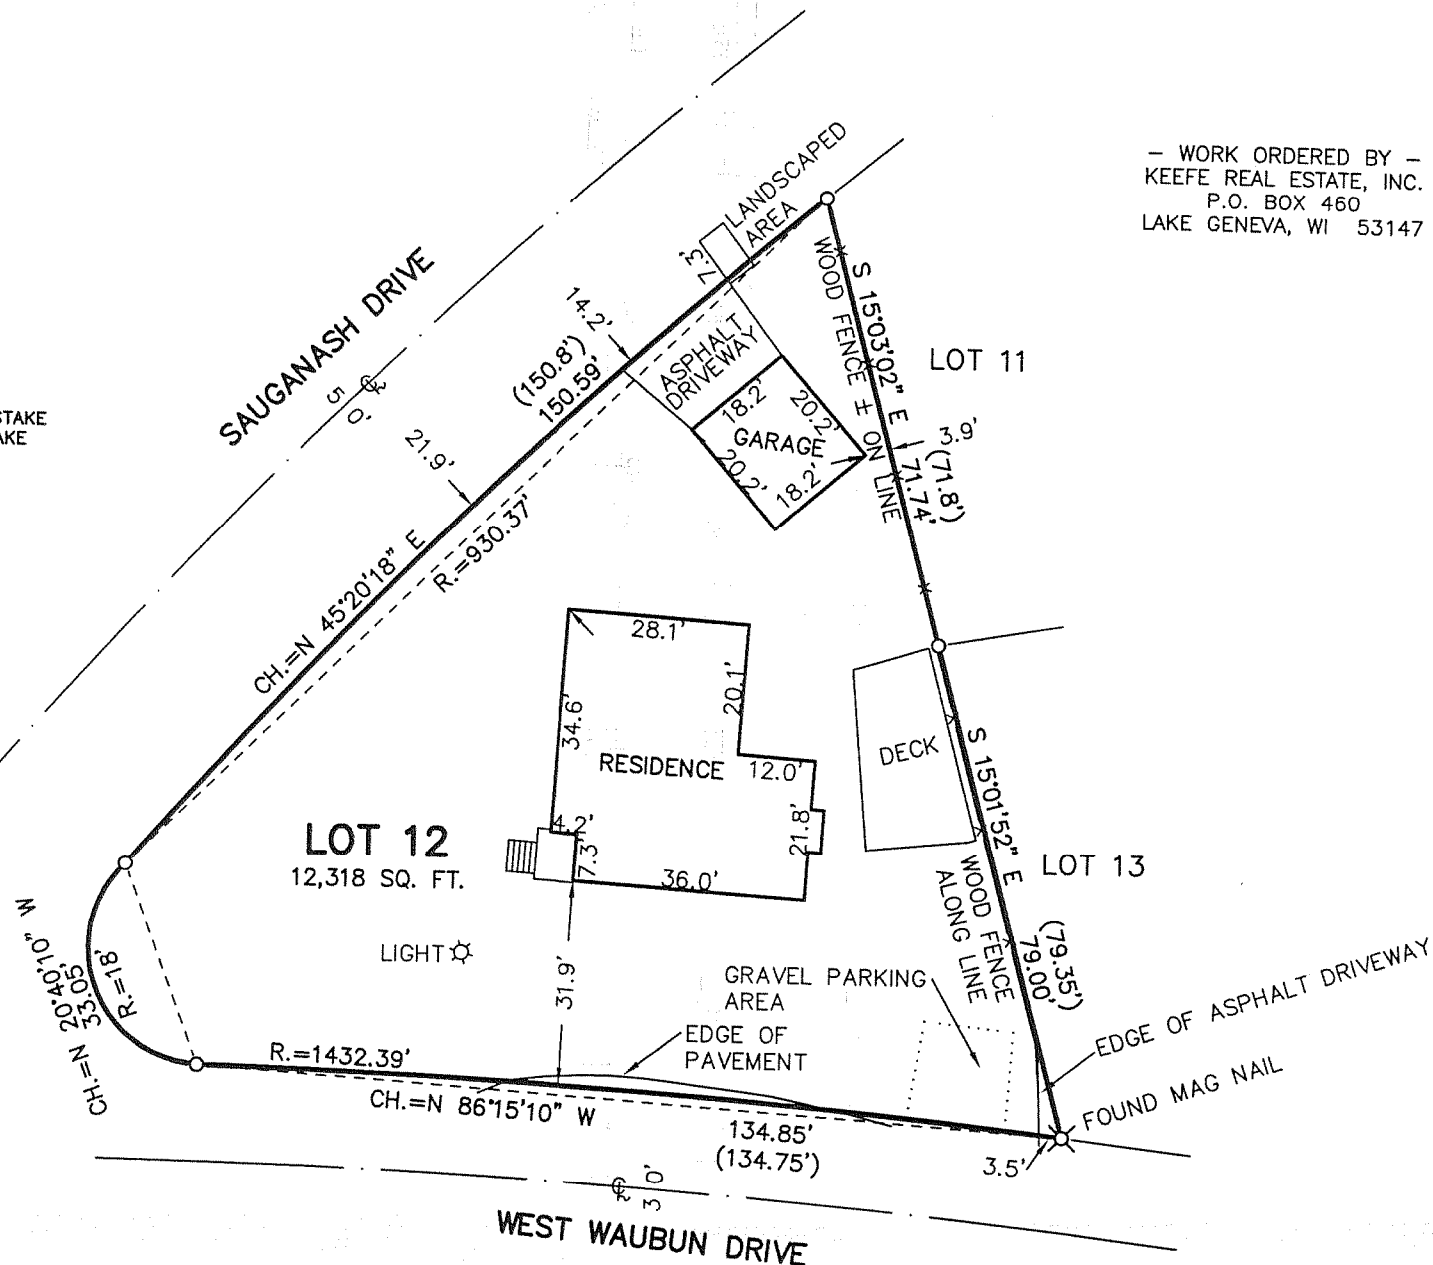 – WORK ORDERED BY –
KEEFE REAL ESTATE, INC.
P.O. BOX 460
LAKE GENEVA, WI 53147
LANDSCAPED
AREA
7.3'
SAUGANASH DRIVE
14.2'
(150.8')
150.59'
ASPHALT
DRIVEWAY
WOOD FENCE ± ON LINE
S 15°03'02" E
71.74'
(71.8')
LOT 11
℄
5 0'
21.9'
18.2'
20.2'
GARAGE
20.2'
18.2'
3.9'
STAKE
AKE
R.=930.37'
CH.=N 45°20'18" E
28.1'
20.1'
34.6'
RESIDENCE
12.0'
DECK
S 15°01'52" E
79.00'
(79.35')
LOT 12
12,318 SQ. FT.
4.2'
7.3'
21.8'
36.0'
WOOD FENCE
ALONG LINE
LOT 13
LIGHT
31.9'
GRAVEL PARKING
AREA
EDGE OF
PAVEMENT
EDGE OF ASPHALT DRIVEWAY
FOUND MAG NAIL
CH.=N 20°40'10" W
33.05'
R.=18'
R.=1432.39'
CH.=N 86°15'10" W
134.85'
(134.75')
3.5'
℄
3 0'
WEST WAUBUN DRIVE